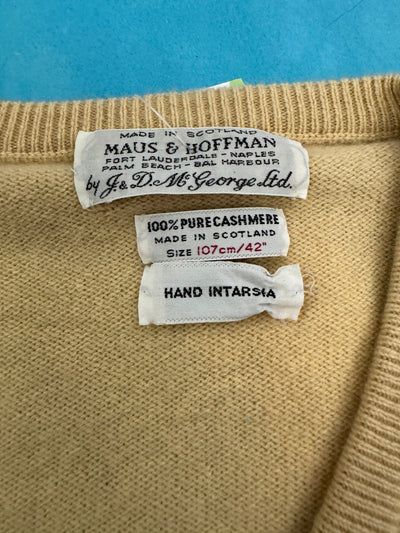 MADE IN SCOTLAND
MAUS & HOFFMAN
FORT LAUDERDALE - NAPLES
PALM BEACH - BAL HARBOUR
by J. & D. McGeorge Ltd.
100% PURE CASHMERE
MADE IN SCOTLAND
SIZE 107cm/42"
HAND INTARSIA